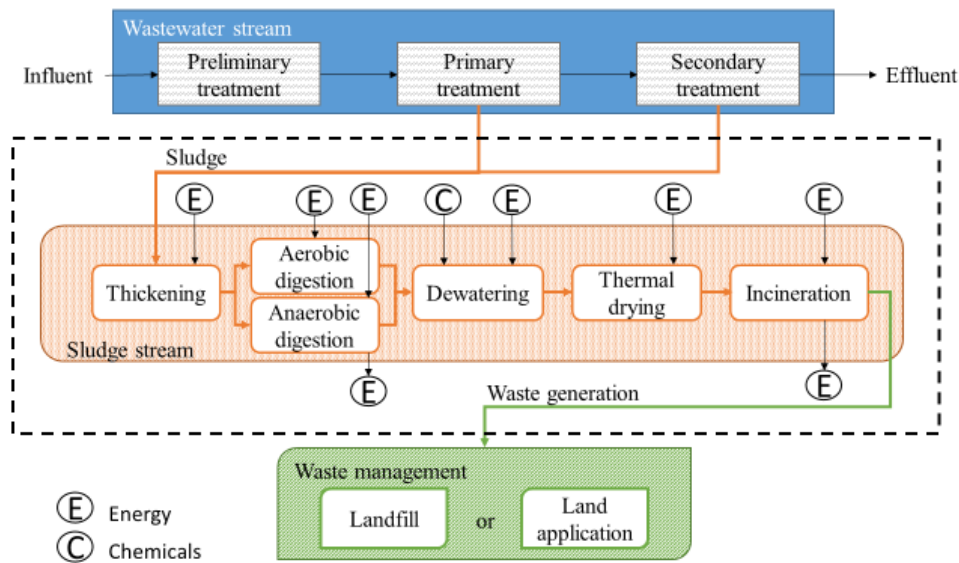 Wastewater stream
Influent
Preliminary
treatment
Primary
treatment
Secondary
treatment
Effluent
Sludge
E
E
E
C
E
E
E
Thickening
Aerobic
digestion
Anaerobic
digestion
Dewatering
Thermal
drying
Incineration
Sludge stream
E
E
Waste generation
Waste management
Landfill
or
Land
application
E Energy
C Chemicals